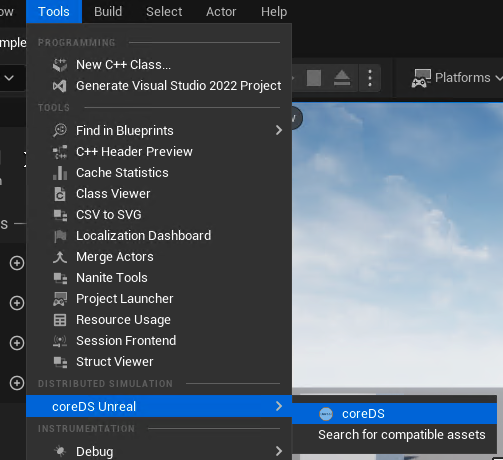 ow Tools Build Select Actor Help
mple
PROGRAMMING
New C++ Class...
Generate Visual Studio 2022 Project
Platforms
TOOLS
Find in Blueprints
C++ Header Preview
Cache Statistics
Class Viewer
CSV to SVG
Localization Dashboard
Merge Actors
Nanite Tools
Project Launcher
Resource Usage
Session Frontend
Struct Viewer
DISTRIBUTED SIMULATION
coreDS Unreal
coreDS
Search for compatible assets
INSTRUMENTATION
Debug